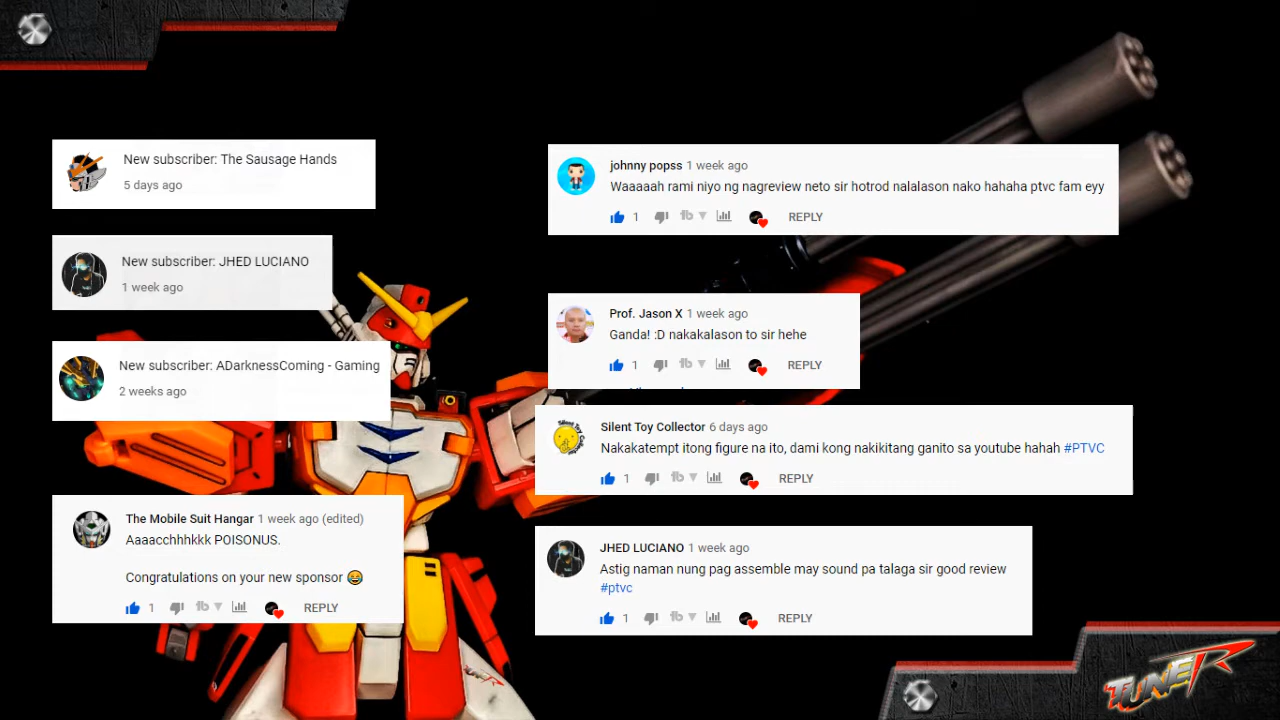 New subscriber: The Sausage Hands
5 days ago
New subscriber: JHED LUCIANO
1 week ago
New subscriber: ADarknessComing - Gaming
2 weeks ago
The Mobile Suit Hangar 1 week ago (edited)
Aaaacchhhkkk POISONUS.
Congratulations on your new sponsor 😂
1 REPLY
johnny popss 1 week ago
Waaaaah rami niyo ng nagreview neto sir hotrod nalalason nako hahaha ptvc fam eyy
1 REPLY
Prof. Jason X 1 week ago
Ganda! :D nakakalason to sir hehe
1 REPLY
Silent Toy Collector 6 days ago
Nakakatempt itong figure na ito, dami kong nakikitang ganito sa youtube hahah #PTVC
1 REPLY
JHED LUCIANO 1 week ago
Astig naman nung pag assemble may sound pa talaga sir good review
#ptvc
1 REPLY
TUNER